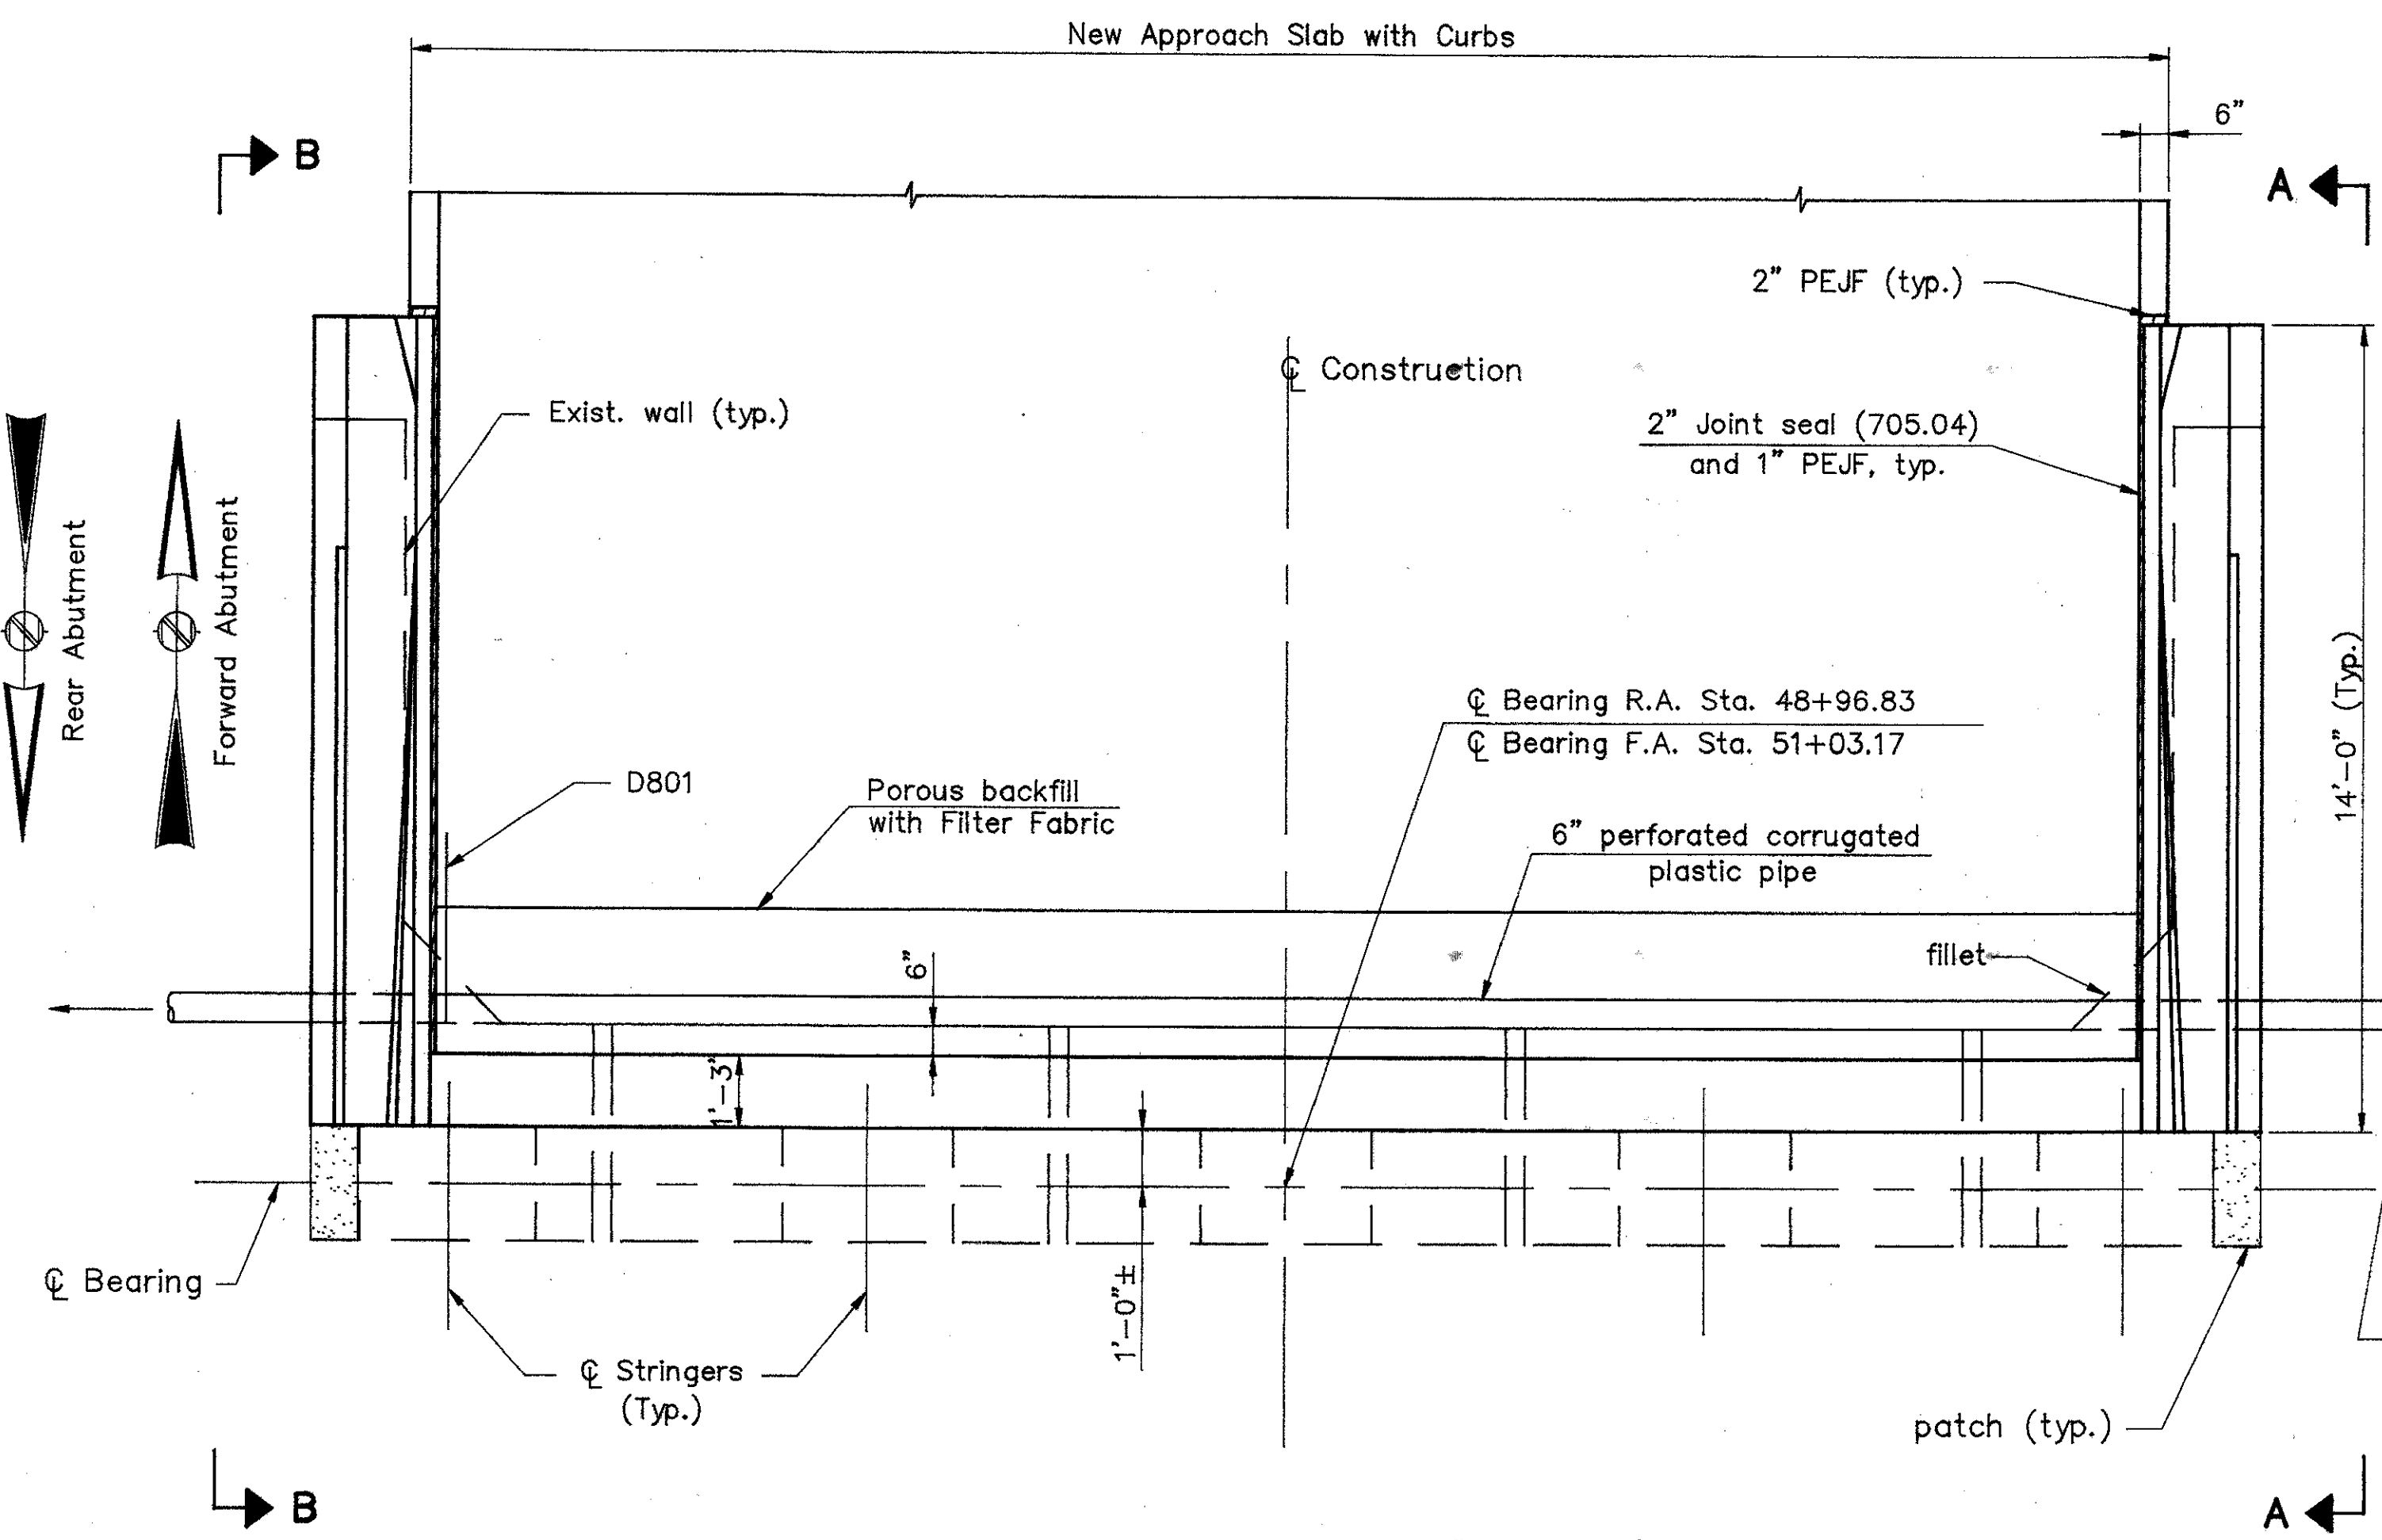 New Approach Slab with Curbs
6"
B
A
2" PEJF (typ.)
℄ Construction
Exist. wall (typ.)
2" Joint seal (705.04)
and 1" PEJF, typ.
Rear Abutment
Forward Abutment
14'-0" (Typ.)
℄ Bearing R.A. Sta. 48+96.83
℄ Bearing F.A. Sta. 51+03.17
D801
Porous backfill
with Filter Fabric
6" perforated corrugated
plastic pipe
fillet
6"
1'-3"
1'-0"±
℄ Bearing
℄ Stringers
(Typ.)
patch (typ.)
B
A